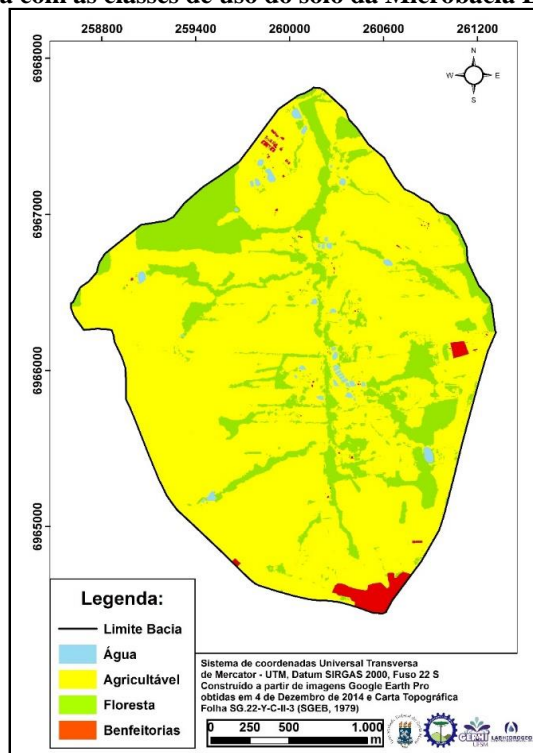 a com as classes de uso do solo da Microbacia
258800 259400 260000 260600 261200
6968000
6967000
6966000
6965000
N
W E
S
Legenda:
Limite Bacia
Água
Agricultável
Floresta
Benfeitorias
Sistema de coordenadas Universal Transversa
de Mercator - UTM, Datum SIRGAS 2000, Fuso 22 S
Construído a partir de imagens Google Earth Pro
obtidas em 4 de Dezembro de 2014 e Carta Topográfica
Folha SG.22-Y-C-II-3 (SGEB, 1979)
0 250 500 1.000
m
UFSM